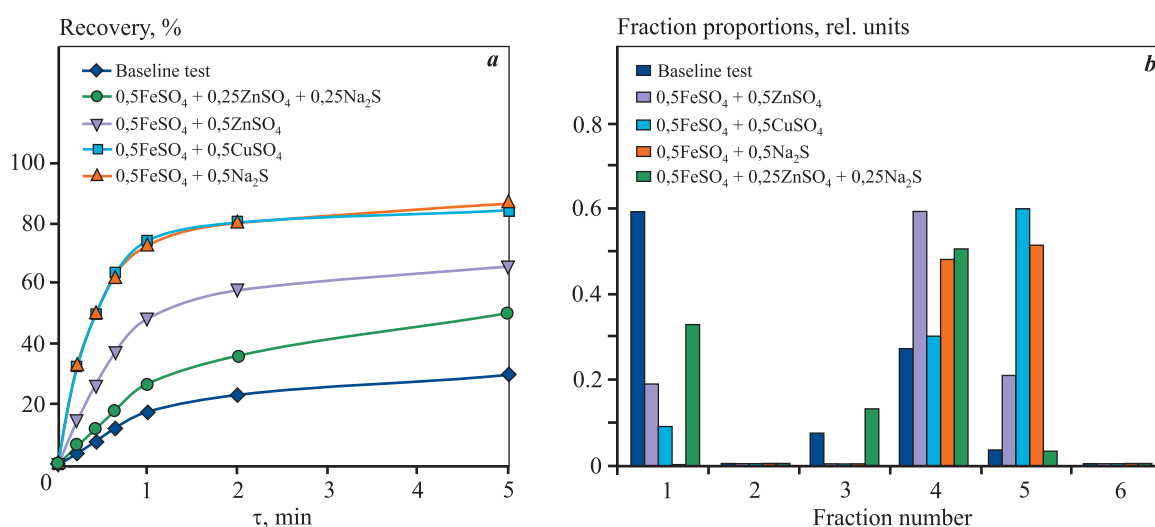 Recovery, %
a
Baseline test
0,5FeSO₄ + 0,25ZnSO₄ + 0,25Na₂S
0,5FeSO₄ + 0,5ZnSO₄
0,5FeSO₄ + 0,5CuSO₄
0,5FeSO₄ + 0,5Na₂S
100
80
60
40
20
0
0 1 2 3 4 5
τ, min
Fraction proportions, rel. units
b
Baseline test
0,5FeSO₄ + 0,5ZnSO₄
0,5FeSO₄ + 0,5CuSO₄
0,5FeSO₄ + 0,5Na₂S
0,5FeSO₄ + 0,25ZnSO₄ + 0,25Na₂S
0.8
0.6
0.4
0.2
0
1 2 3 4 5 6
Fraction number